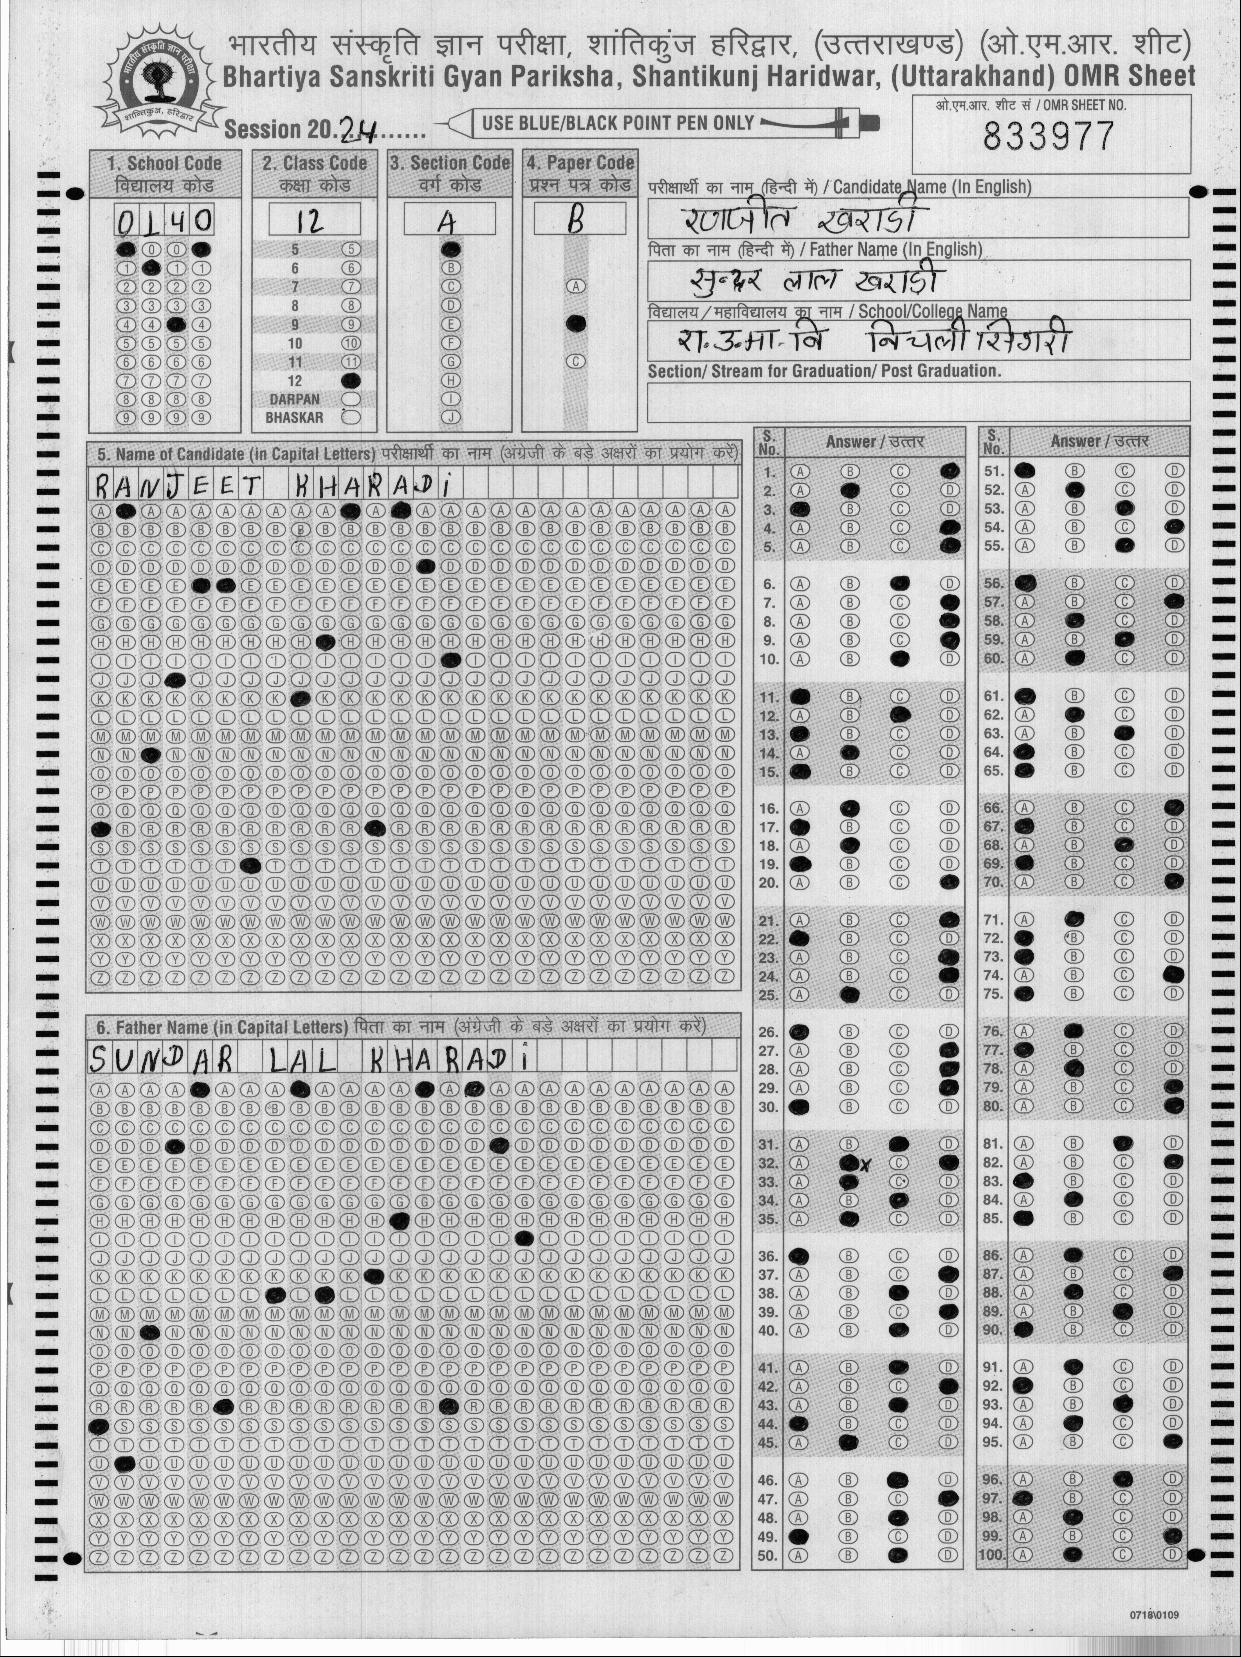 भारतीय संस्कृति ज्ञान परीक्षा, शांतिकुंज हरिद्वार, (उत्तराखण्ड) (ओ.एम.आर. शीट)
Bhartiya Sanskriti Gyan Pariksha, Shantikunj Haridwar, (Uttarakhand) OMR Sheet
Session 2024
USE BLUE/BLACK POINT PEN ONLY
ओ.एम.आर. शीट सं / OMR SHEET NO.
833977
1. School Code
विद्यालय कोड
0140
2. Class Code
कक्षा कोड
12
5
6
7
8
9
10
11
12
DARPAN
BHASKAR
3. Section Code
वर्ग कोड
A
4. Paper Code
प्रश्न पत्र कोड
B
परीक्षार्थी का नाम (हिन्दी में) / Candidate Name (In English)
रणजीत खराडी
पिता का नाम (हिन्दी में) / Father Name (In English)
सुन्दर लाल खराडी
विद्यालय / महाविद्यालय का नाम / School/College Name
रा.उ.मा.वि निचली सिगरी
Section/ Stream for Graduation/ Post Graduation.
5. Name of Candidate (in Capital Letters) परीक्षार्थी का नाम (अंग्रेजी के बड़े अक्षरों का प्रयोग करें)
RANJEET KHARADi
6. Father Name (in Capital Letters) पिता का नाम (अंग्रेजी के बड़े अक्षरों का प्रयोग करें)
SUNDAR LAL KHARADi
S. No. Answer / उत्तर
S. No. Answer / उत्तर
0718\0109